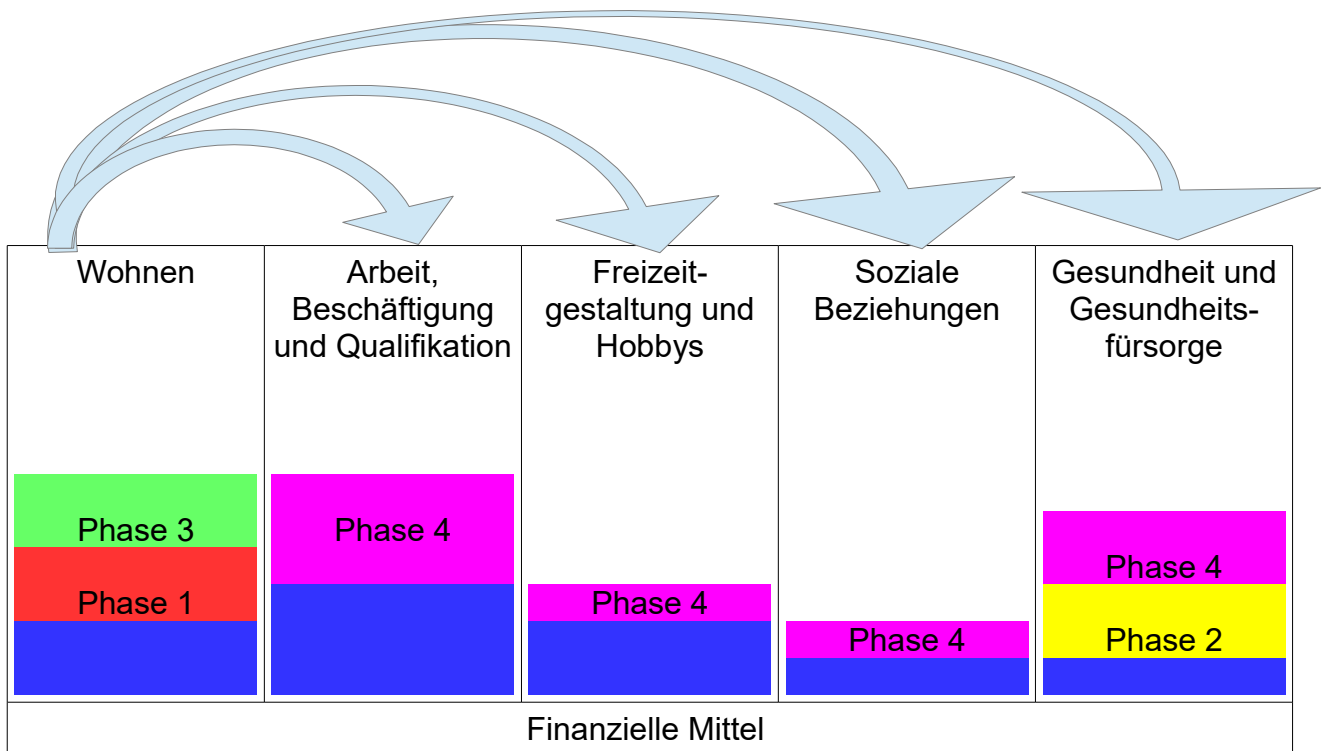 Wohnen
Arbeit,
Beschäftigung
und Qualifikation
Freizeit-
gestaltung und
Hobbys
Soziale
Beziehungen
Gesundheit und
Gesundheits-
fürsorge
Phase 3
Phase 1
Phase 4
Phase 4
Phase 4
Phase 4
Phase 2
Finanzielle Mittel